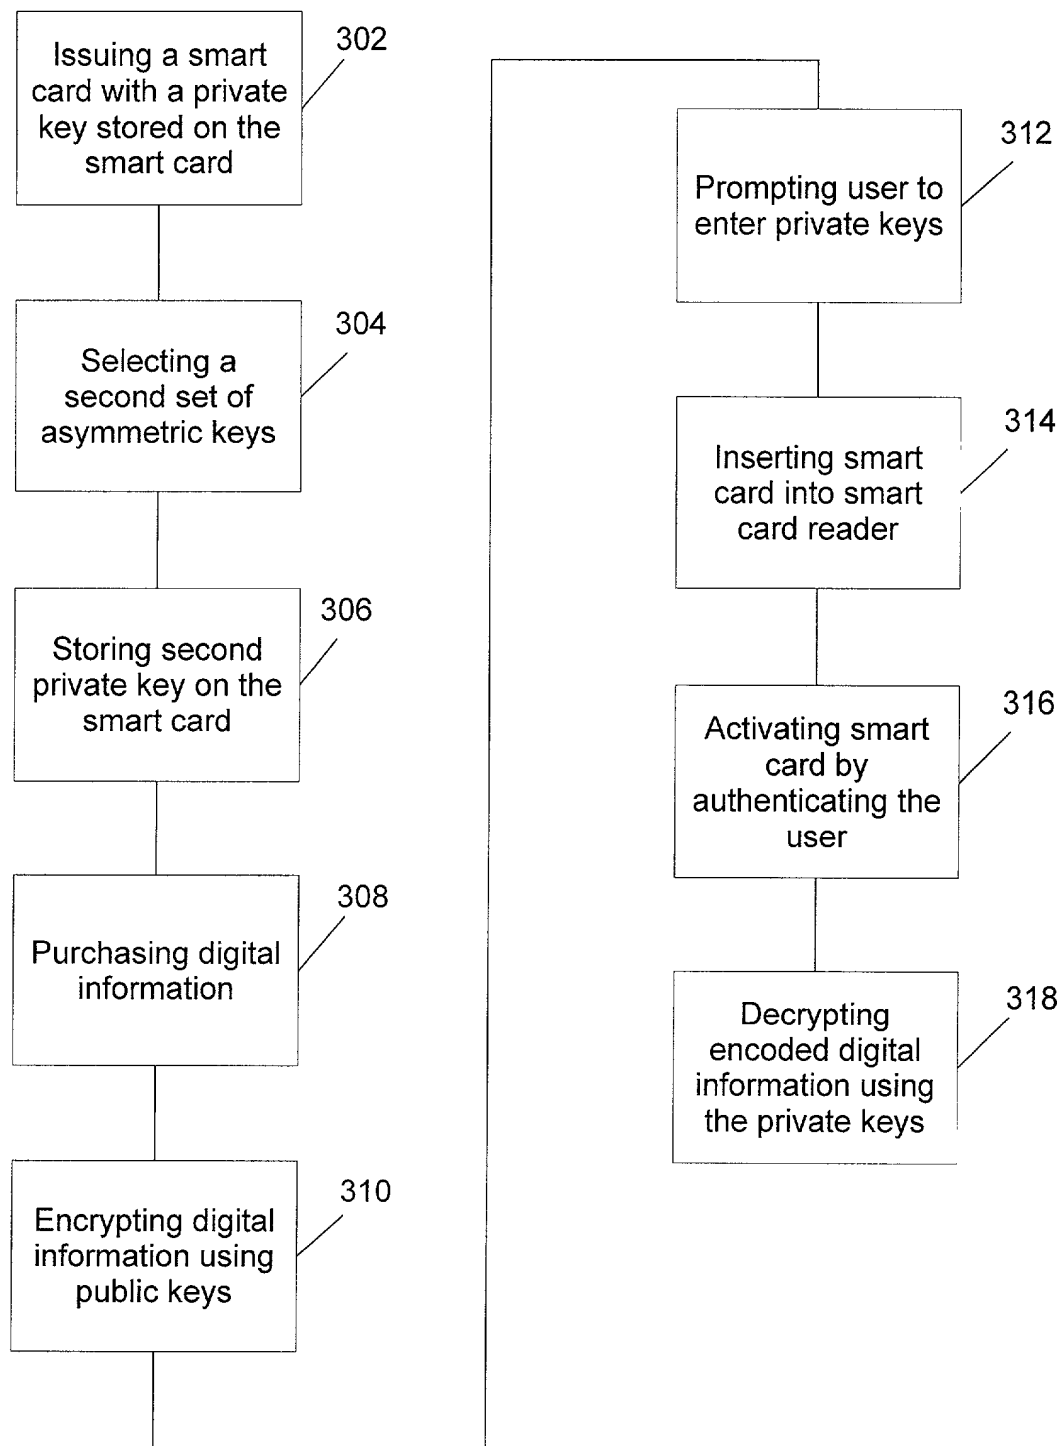 Issuing a smart
card with a private
key stored on the
smart card
302
Selecting a
second set of
asymmetric keys
304
Storing second
private key on the
smart card
306
Purchasing digital
information
308
Encrypting digital
information using
public keys
310
Prompting user to
enter private keys
312
Inserting smart
card into smart
card reader
314
Activating smart
card by
authenticating the
user
316
Decrypting
encoded digital
information using
the private keys
318